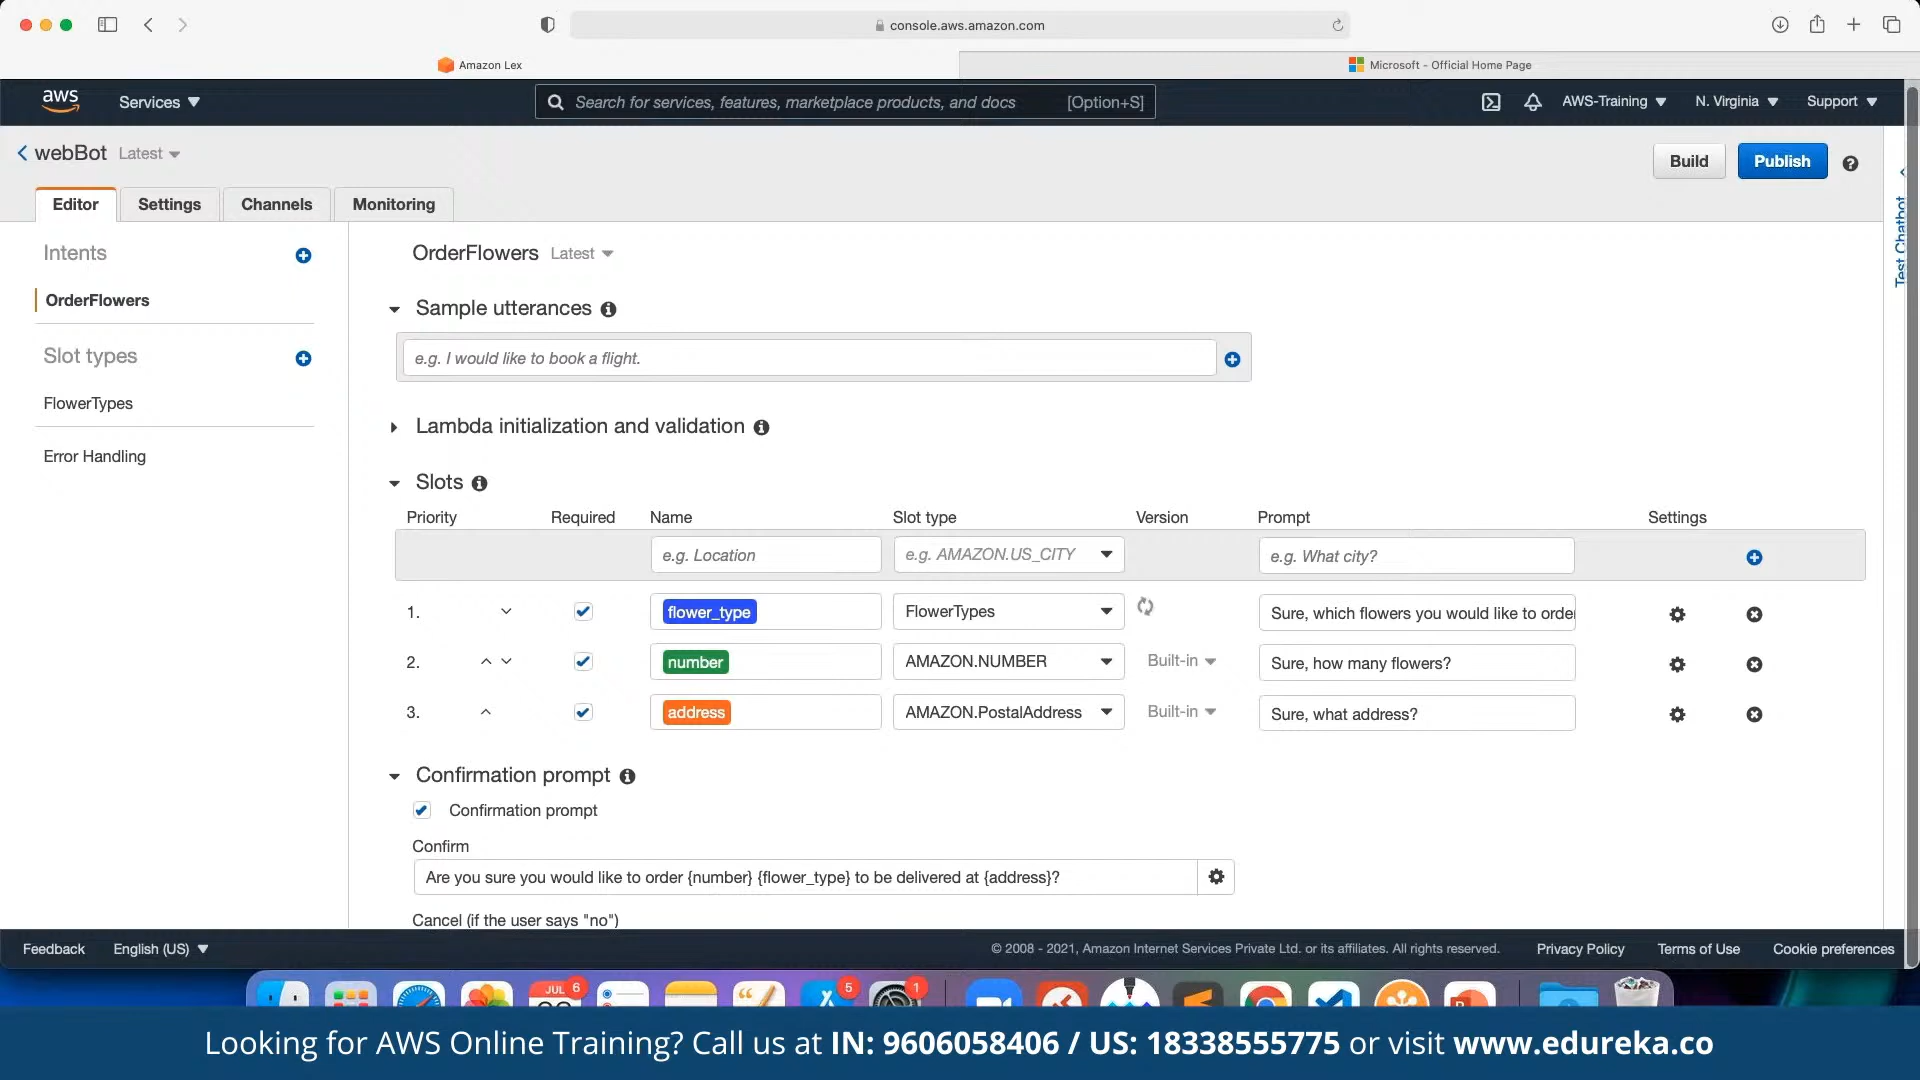 console.aws.amazon.com
Amazon Lex
Microsoft - Official Home Page
aws
Services
Search for services, features, marketplace products, and docs [Option+S]
AWS-Training
N. Virginia
Support
webBot Latest
Build
Publish
Editor
Settings
Channels
Monitoring
Test Chatbot
Intents
OrderFlowers
Slot types
FlowerTypes
Error Handling
OrderFlowers Latest
Sample utterances
e.g. I would like to book a flight.
Lambda initialization and validation
Slots
Priority Required Name Slot type Version Prompt Settings
e.g. Location e.g. AMAZON.US_CITY e.g. What city?
1. flower_type FlowerTypes Sure, which flowers you would like to order
2. number AMAZON.NUMBER Built-in Sure, how many flowers?
3. address AMAZON.PostalAddress Built-in Sure, what address?
Confirmation prompt
Confirmation prompt
Confirm
Are you sure you would like to order {number} {flower_type} to be delivered at {address}?
Cancel (if the user says "no")
Feedback
English (US)
© 2008 - 2021, Amazon Internet Services Private Ltd. or its affiliates. All rights reserved.
Privacy Policy
Terms of Use
Cookie preferences
JUL 6
5
1
Looking for AWS Online Training? Call us at IN: 9606058406 / US: 18338555775 or visit www.edureka.co